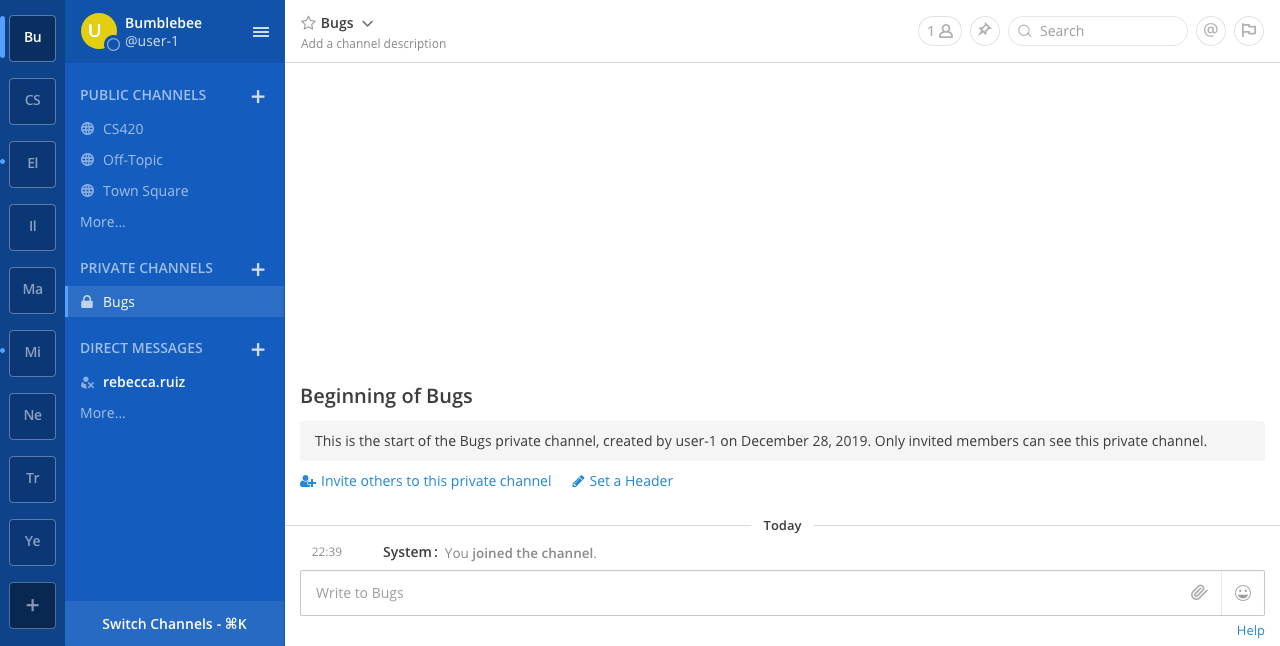 Bu
CS
El
Il
Ma
Mi
Ne
Tr
Ye
U
Bumblebee
@user-1
PUBLIC CHANNELS
CS420
Off-Topic
Town Square
More...
PRIVATE CHANNELS
Bugs
DIRECT MESSAGES
rebecca.ruiz
More...
Switch Channels - ⌘K
Bugs
Add a channel description
1
Search
@
Beginning of Bugs
This is the start of the Bugs private channel, created by user-1 on December 28, 2019. Only invited members can see this private channel.
Invite others to this private channel Set a Header
Today
22:39 System: You joined the channel.
Write to Bugs
Help